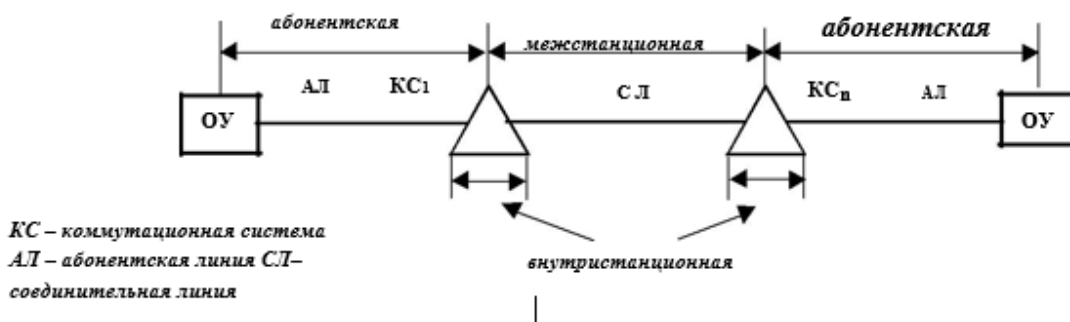 абонентская межстанционная абонентская
АЛ КС1 СЛ КСn АЛ
ОУ ОУ
КС – коммутационная система
АЛ – абонентская линия СЛ–
соединительная линия
внутристанционная